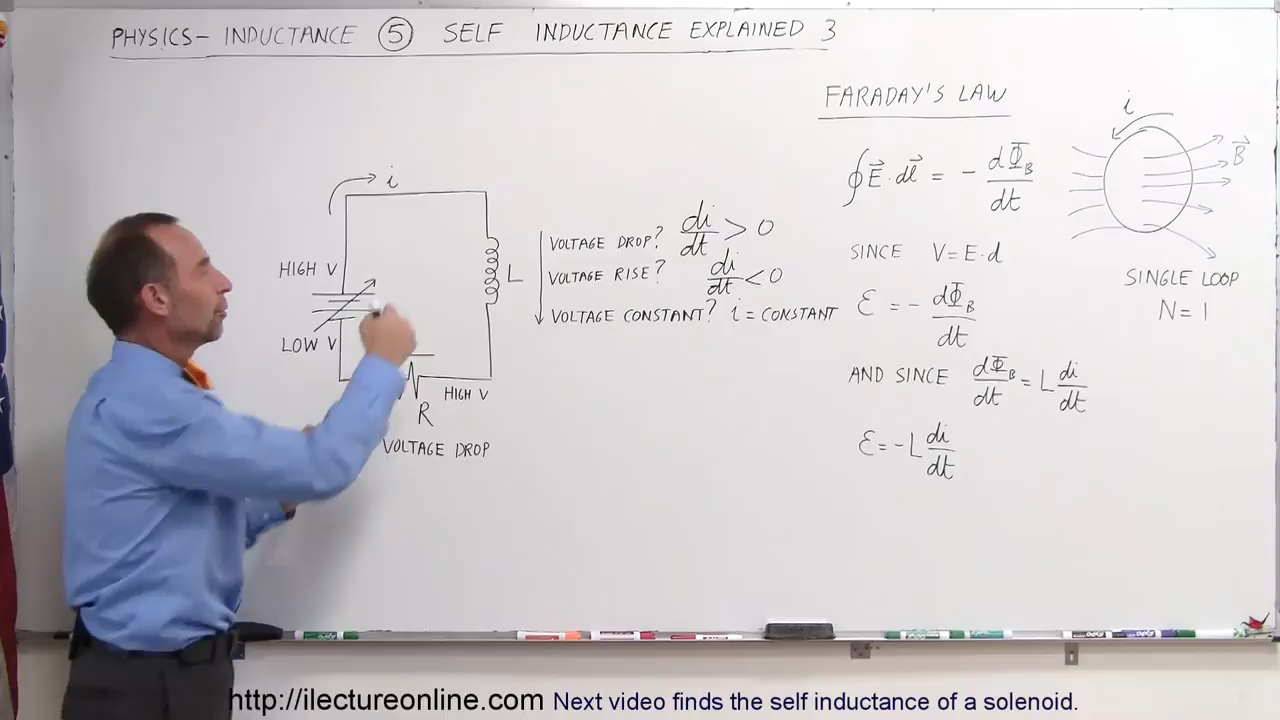 PHYSICS- INDUCTANCE ⑤ SELF INDUCTANCE EXPLAINED 3
i
HIGH V
LOW V
L
R
HIGH V
VOLTAGE DROP
VOLTAGE DROP? di/dt > 0
VOLTAGE RISE? di/dt < 0
VOLTAGE CONSTANT? i = CONSTANT
FARADAY'S LAW
∮E⃗·dl⃗ = - dΦB/dt
SINCE V=E·d
ℰ = - dΦB/dt
AND SINCE dΦB/dt = L di/dt
ℰ=-L di/dt
i
B⃗
SINGLE LOOP
N=1
http://ilectureonline.com Next video finds the self inductance of a solenoid.